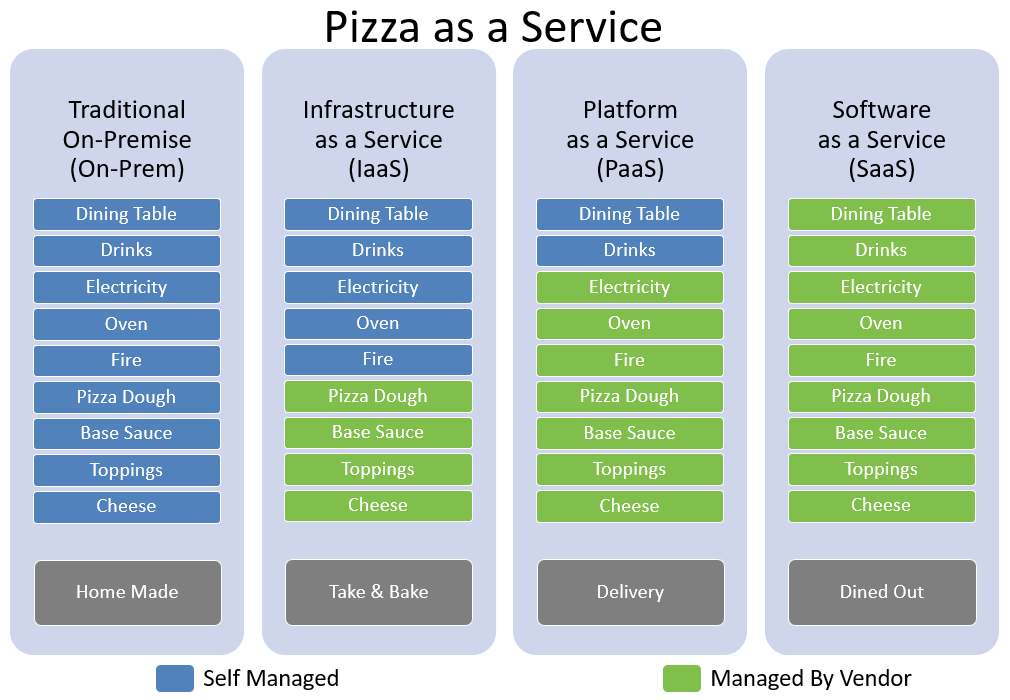 Pizza as a Service
Traditional
On-Premise
(On-Prem)
Dining Table
Drinks
Electricity
Oven
Fire
Pizza Dough
Base Sauce
Toppings
Cheese
Home Made
Infrastructure
as a Service
(IaaS)
Dining Table
Drinks
Electricity
Oven
Fire
Pizza Dough
Base Sauce
Toppings
Cheese
Take & Bake
Platform
as a Service
(PaaS)
Dining Table
Drinks
Electricity
Oven
Fire
Pizza Dough
Base Sauce
Toppings
Cheese
Delivery
Software
as a Service
(SaaS)
Dining Table
Drinks
Electricity
Oven
Fire
Pizza Dough
Base Sauce
Toppings
Cheese
Dined Out
Self Managed
Managed By Vendor